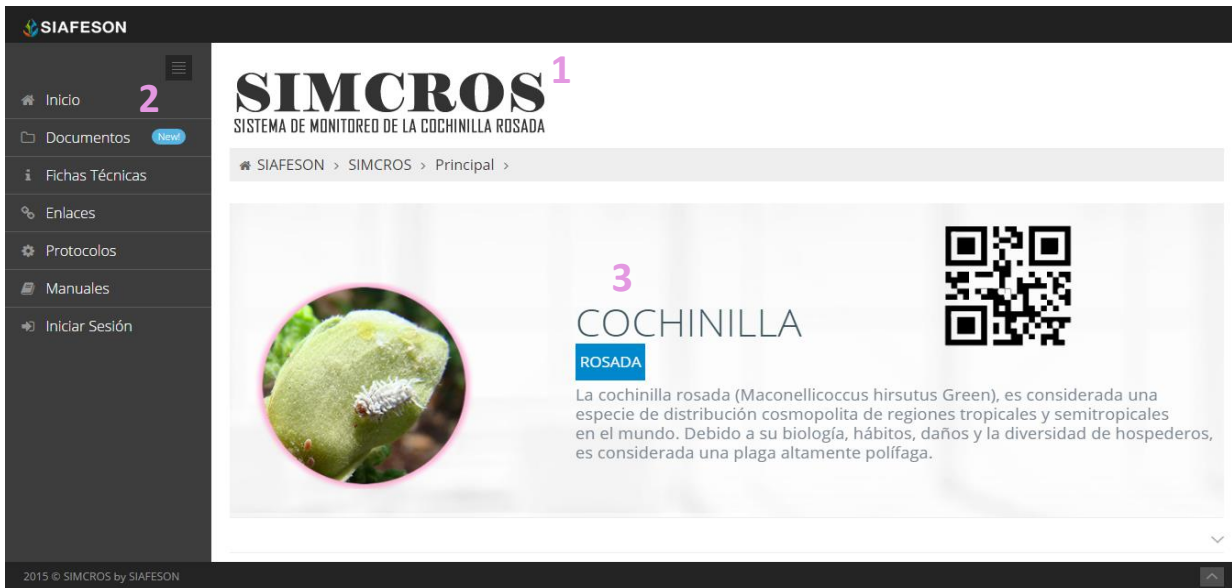 SIAFESON
Inicio
2
Documentos New!
Fichas Técnicas
Enlaces
Protocolos
Manuales
Iniciar Sesión
SIMCROS 1
SISTEMA DE MONITOREO DE LA COCHINILLA ROSADA
SIAFESON > SIMCROS > Principal >
3
COCHINILLA
ROSADA
La cochinilla rosada (Maconellicoccus hirsutus Green), es considerada una
especie de distribución cosmopolita de regiones tropicales y semitropicales
en el mundo. Debido a su biología, hábitos, daños y la diversidad de hospederos,
es considerada una plaga altamente polífaga.
2015 © SIMCROS by SIAFESON